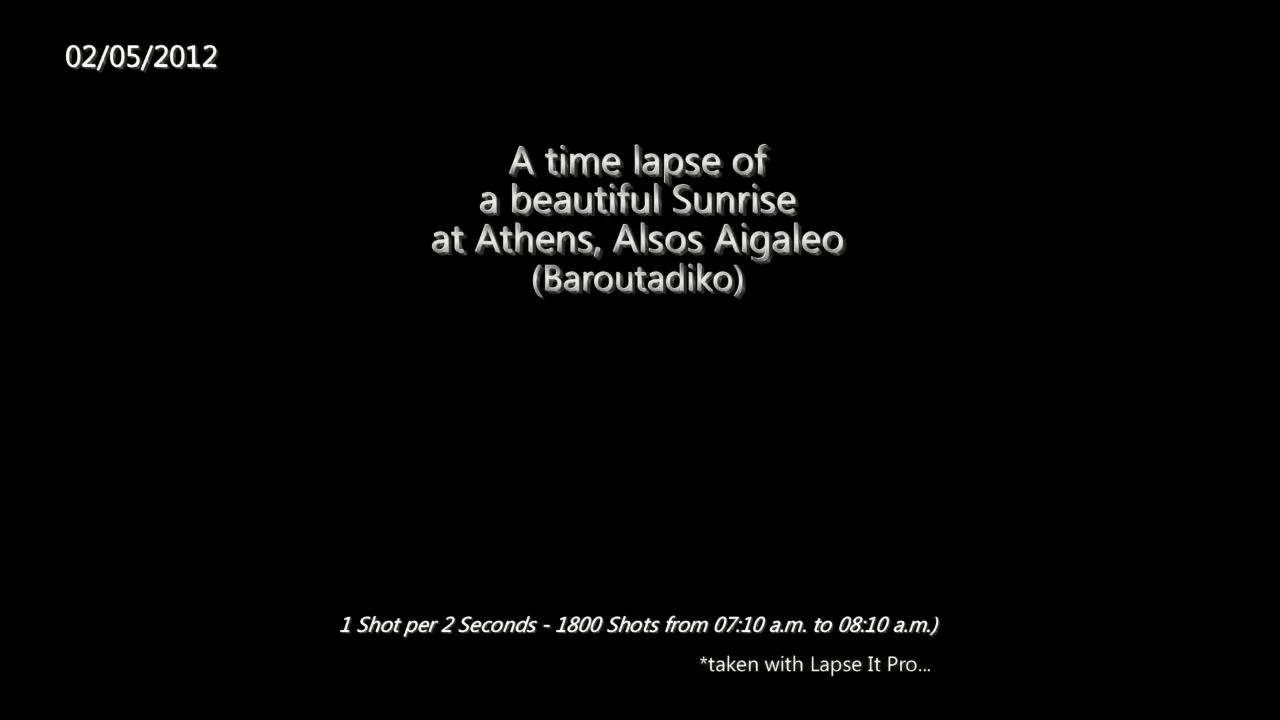 02/05/2012
A time lapse of
a beautiful Sunrise
at Athens, Alsos Aigaleo
(Baroutadiko)
1 Shot per 2 Seconds - 1800 Shots from 07:10 a.m. to 08:10 a.m.)
*taken with Lapse It Pro...